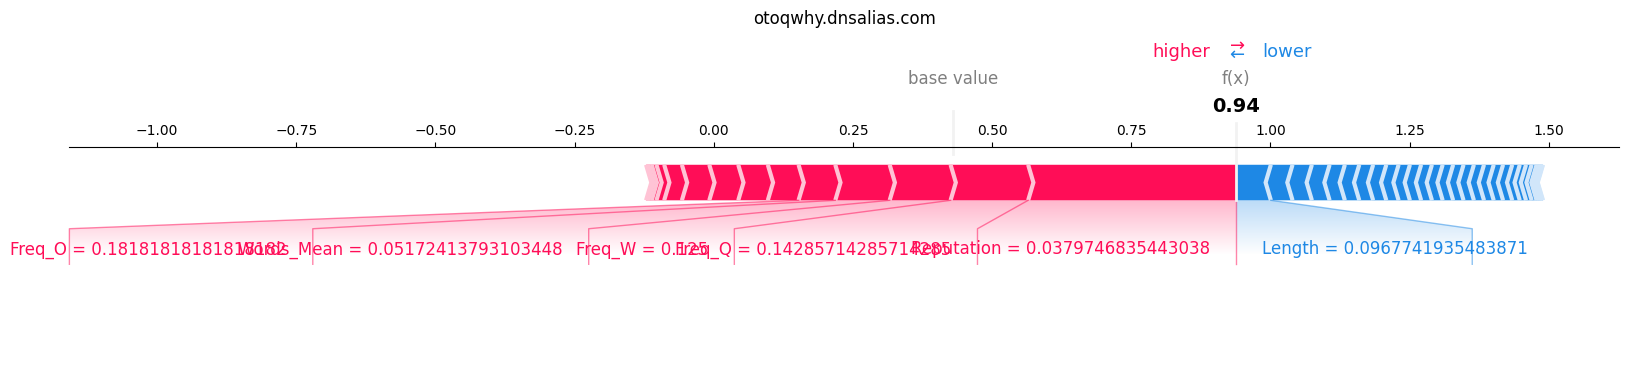 otoqwhy.dnsalias.com
higher → ← lower
base value f(x)
0.94
−1.00 −0.75 −0.50 −0.25 0.00 0.25 0.50 0.75 1.00 1.25 1.50
Freq_O = 0.18181818181818182 Words_Mean = 0.05172413793103448 Freq_W = 0.125 Freq_Q = 0.14285714285714285 Reputation = 0.0379746835443038 Length = 0.0967741935483871